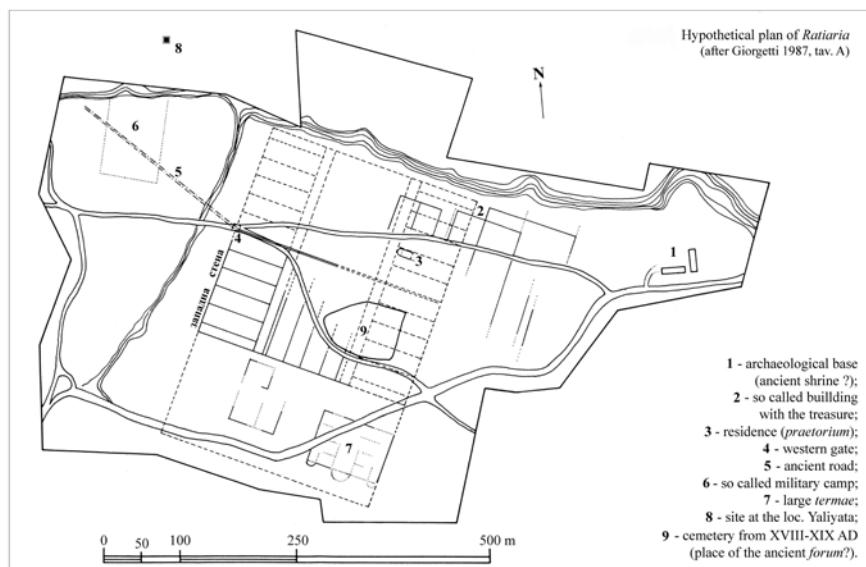 Hypothetical plan of Ratiaria
(after Giorgetti 1987, tav. A)
8
N
6
5
2
4
3
1
западна стена
9
7
1 - archaeological base
(ancient shrine ?);
2 - so called buillding
with the treasure;
3 - residence (praetorium);
4 - western gate;
5 - ancient road;
6 - so called military camp;
7 - large termae;
8 - site at the loc. Yaliyata;
9 - cemetery from XVIII-XIX AD
(place of the ancient forum?).
0 50 100 250 500 m